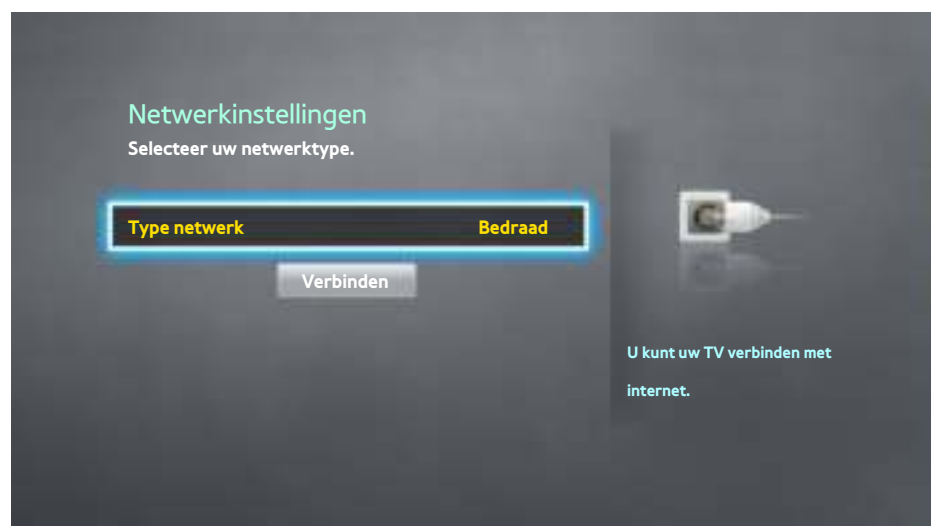 Netwerkinstellingen
Selecteer uw netwerktype.
Type netwerk Bedraad
Verbinden
U kunt uw TV verbinden met
internet.